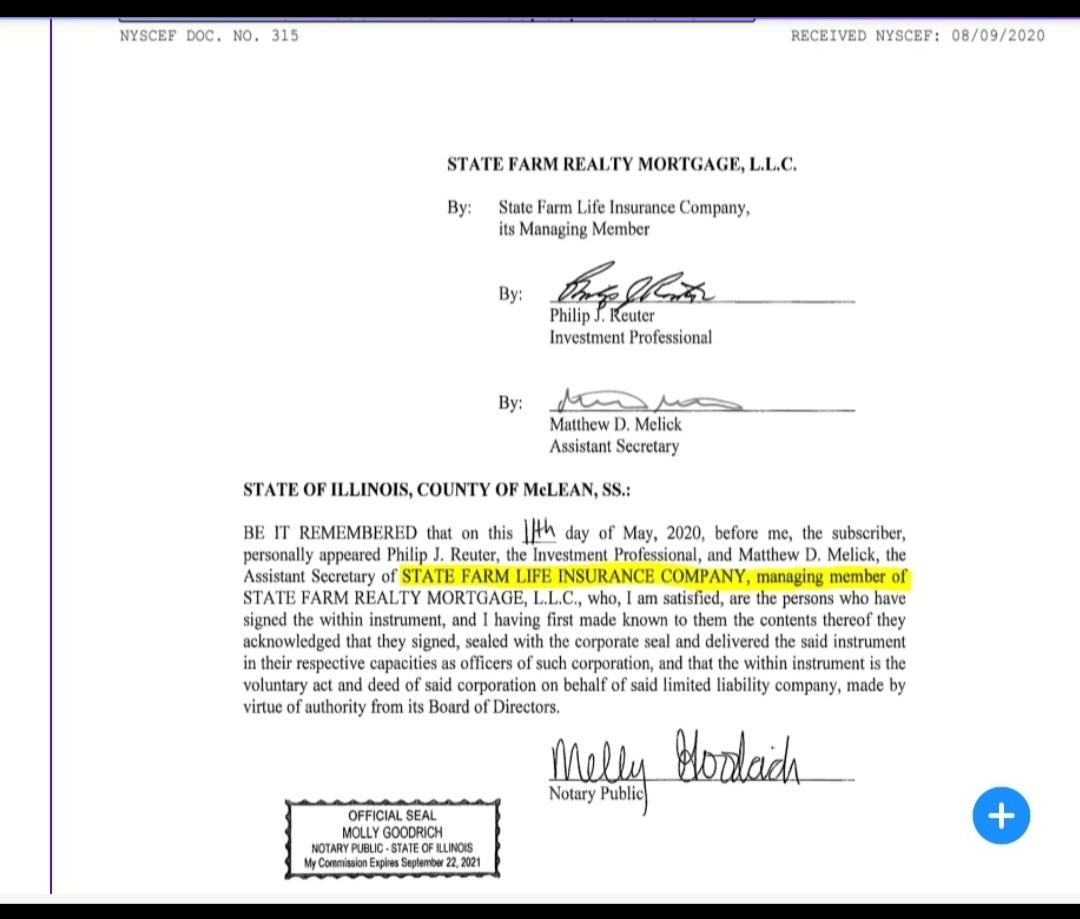 NYSCEF DOC. NO. 315
RECEIVED NYSCEF: 08/09/2020
STATE FARM REALTY MORTGAGE, L.L.C.
By: State Farm Life Insurance Company,
its Managing Member
By:
Philip J. Reuter
Investment Professional
By:
Matthew D. Melick
Assistant Secretary
STATE OF ILLINOIS, COUNTY OF McLEAN, SS.:
BE IT REMEMBERED that on this 11th day of May, 2020, before me, the subscriber,
personally appeared Philip J. Reuter, the Investment Professional, and Matthew D. Melick, the
Assistant Secretary of STATE FARM LIFE INSURANCE COMPANY, managing member of
STATE FARM REALTY MORTGAGE, L.L.C., who, I am satisfied, are the persons who have
signed the within instrument, and I having first made known to them the contents thereof they
acknowledged that they signed, sealed with the corporate seal and delivered the said instrument
in their respective capacities as officers of such corporation, and that the within instrument is the
voluntary act and deed of said corporation on behalf of said limited liability company, made by
virtue of authority from its Board of Directors.
Molly Goodrich
Notary Public
OFFICIAL SEAL
MOLLY GOODRICH
NOTARY PUBLIC - STATE OF ILLINOIS
My Commission Expires September 22, 2021